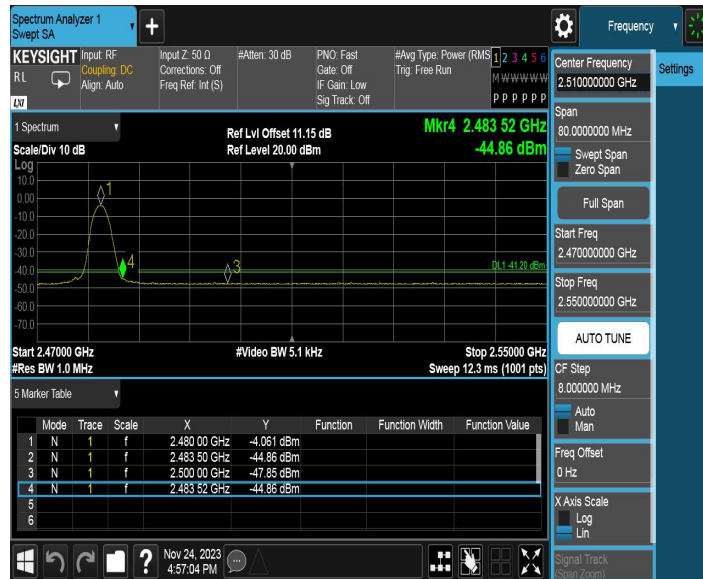 Spectrum Analyzer 1
Swept SA
Frequency
KEYSIGHT
RL
LXI
Input: RF
Coupling: DC
Align: Auto
Input Z: 50 Ω
Corrections: Off
Freq Ref: Int (S)
#Atten: 30 dB
PNO: Fast
Gate: Off
IF Gain: Low
Sig Track: Off
#Avg Type: Power (RMS
Trig: Free Run
1 2 3 4 5 6
M W W W W W
P P P P P P
Center Frequency
2.510000000 GHz
Settings
Span
80.0000000 MHz
Swept Span
Zero Span
Full Span
Start Freq
2.470000000 GHz
Stop Freq
2.550000000 GHz
AUTO TUNE
CF Step
8.000000 MHz
Auto
Man
Freq Offset
0 Hz
X Axis Scale
Log
Lin
Signal Track
(Span Zoom)
1 Spectrum
Scale/Div 10 dB
Ref Lvl Offset 11.15 dB
Ref Level 20.00 dBm
Mkr4 2.483 52 GHz
-44.86 dBm
Log
10.0
0.00
-10.0
-20.0
-30.0
-40.0
-50.0
-60.0
-70.0
1
4
3
DL1 -41.20 dBm
Start 2.47000 GHz
#Res BW 1.0 MHz
#Video BW 5.1 kHz
Stop 2.55000 GHz
Sweep 12.3 ms (1001 pts)
5 Marker Table
Mode Trace Scale X Y Function Function Width Function Value
1 N 1 f 2.480 00 GHz -4.061 dBm
2 N 1 f 2.483 50 GHz -44.86 dBm
3 N 1 f 2.500 00 GHz -47.85 dBm
4 N 1 f 2.483 52 GHz -44.86 dBm
5
6
?
Nov 24, 2023
4:57:04 PM